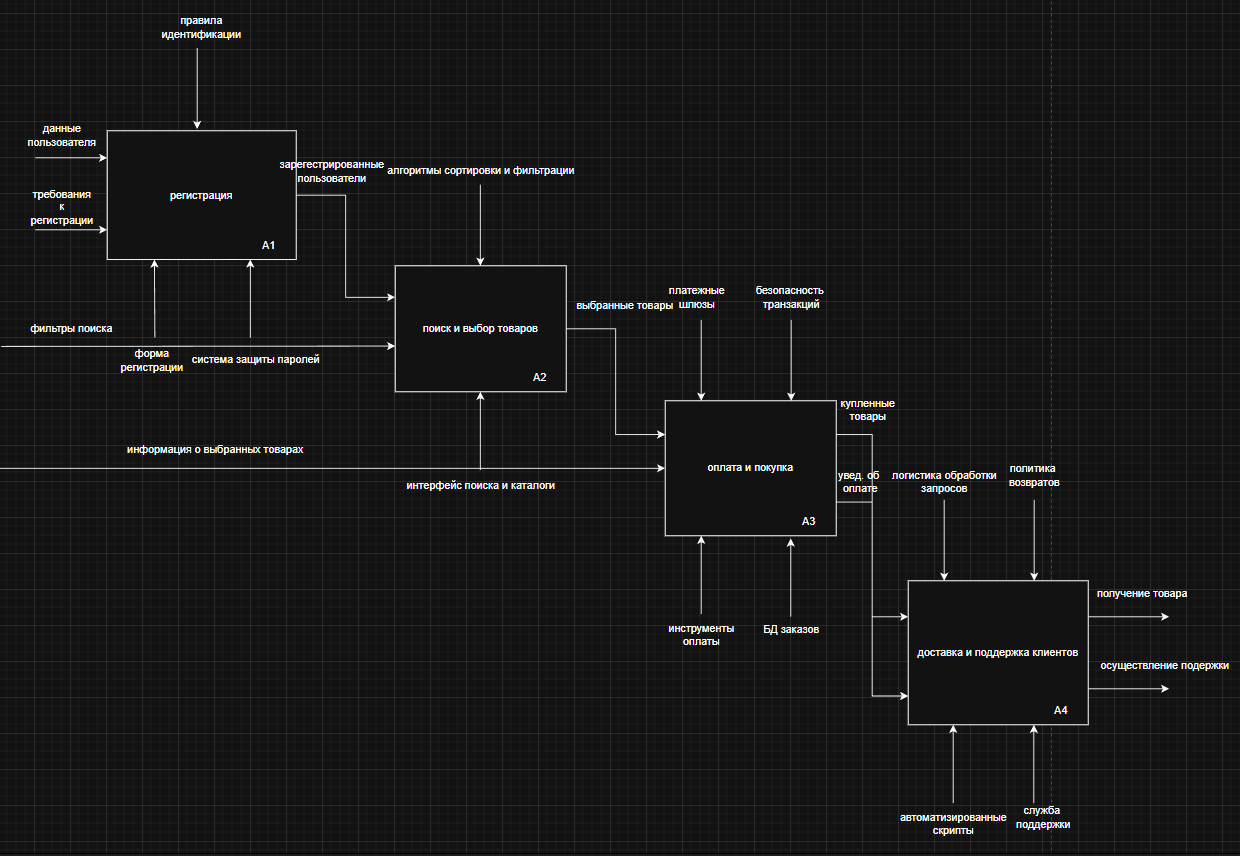 правила
идентификации
данные
пользователя
требования
к
регистрации
регистрация
A1
зарегестрированные
пользователи
алгоритмы сортировки и фильтрации
фильтры поиска
форма
регистрации
система защиты паролей
поиск и выбор товаров
A2
выбранные товары
платежные
шлюзы
безопасность
транзакций
информация о выбранных товарах
интерфейс поиска и каталоги
оплата и покупка
A3
купленные
товары
увед. об
оплате
логистика обработки
запросов
политика
возвратов
инструменты
оплаты
БД заказов
доставка и поддержка клиентов
A4
получение товара
осуществление подержки
автоматизированные
скрипты
служба
поддержки